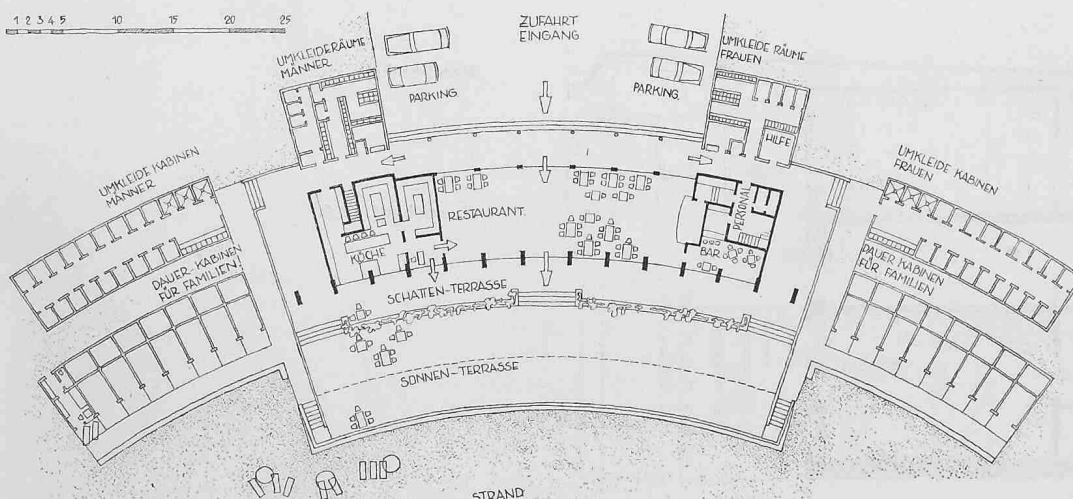 1 2 3 4 5 10 15 20 25
ZUFAHRT
EINGANG
UMKLEIDERÄUME
MÄNNER
UMKLEIDE RÄUME
FRAUEN
PARKING.
PARKING.
HILFE
UMKLEIDE KABINEN
MÄNNER
UMKLEIDE KABINEN
FRAUEN
RESTAURANT.
PERSONAL
KÜCHE
BAR
DAUER-KABINEN
FÜR FAMILIEN
DAUER KABINEN
FÜR FAMILIEN
SCHATTEN-TERRASSE
SONNEN-TERRASSE
STRAND